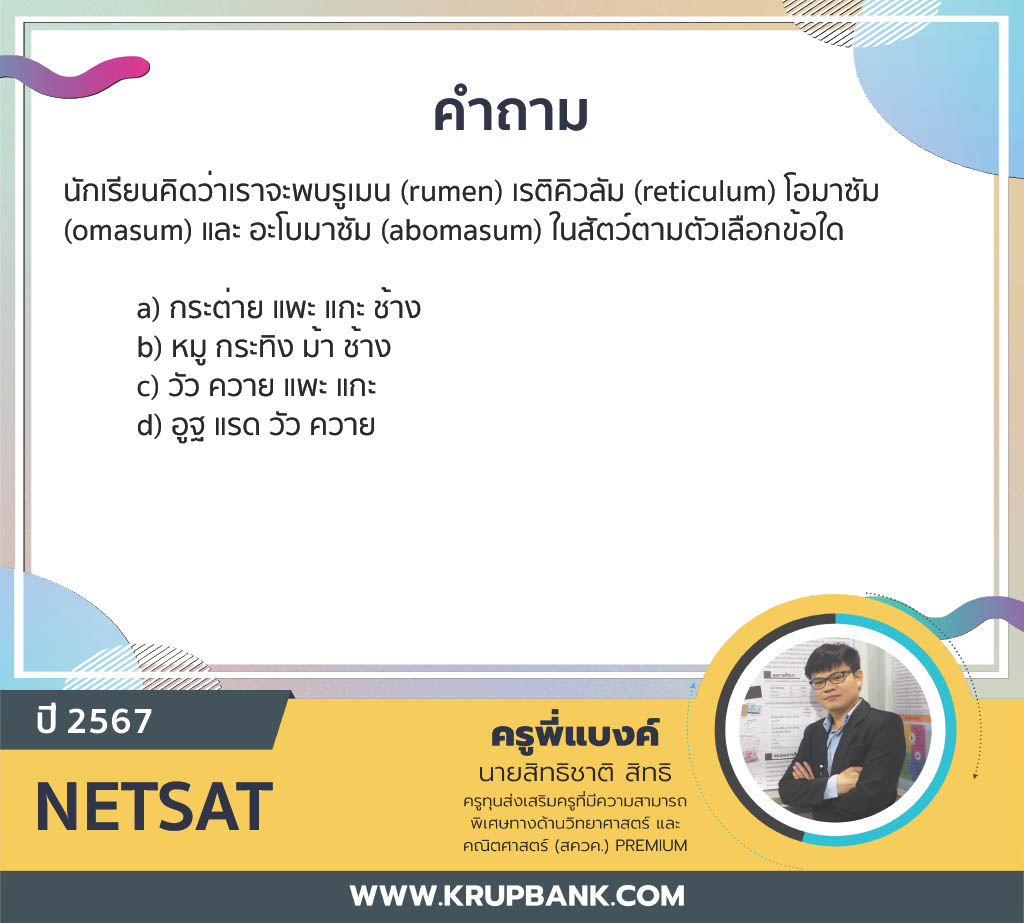 คำถาม
นักเรียนคิดว่าเราจะพบรูเมน (rumen) เรติคิวลัม (reticulum) โอมาซัม
(omasum) และ อะโบมาซัม (abomasum) ในสัตว์ตามตัวเลือกข้อใด
a) กระต่าย แพะ แกะ ช้าง
b) หมู กระทิง ม้า ช้าง
c) วัว ควาย แพะ แกะ
d) อูฐ แรด วัว ควาย
ปี 2567
NETSAT
ครูพี่แบงค์
นายสิทธิชาติ สิทธิ
ครูทุนส่งเสริมครูที่มีความสามารถ
พิเศษทางด้านวิทยาศาสตร์ และ
คณิตศาสตร์ (สควค.) PREMIUM
WWW.KRUPBANK.COM